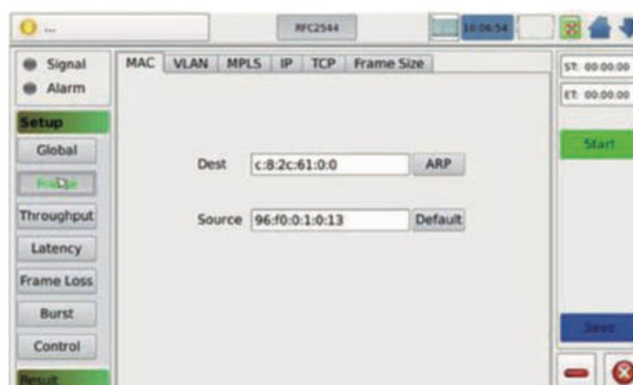 ...
RFC2544
10:06:54
Signal
Alarm
Setup
Global
Frame
Throughput
Latency
Frame Loss
Burst
Control
Result
MAC VLAN MPLS IP TCP Frame Size
Dest c:8:2c:61:0:0 ARP
Source 96:f0:0:1:0:13 Default
ST: 00:00:00
ET: 00:00:00
Start
Save